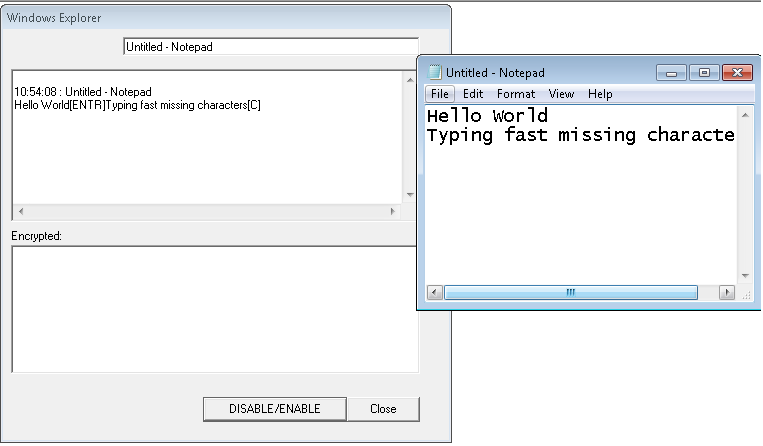 Windows Explorer
Untitled - Notepad
10:54:08 : Untitled - Notepad
Hello World[ENTR]Typing fast missing characters[C]
Encrypted:
DISABLE/ENABLE
Close
Untitled - Notepad
File Edit Format View Help
Hello World
Typing fast missing characte